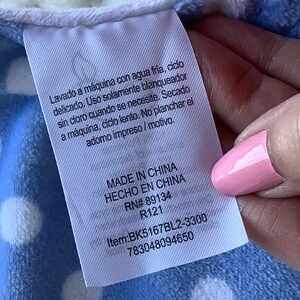 Lavado a máquina con agua fria, ciclo
delicado. Uso solamente blanqueador
sin cloro cuando se necesite. Secado
a máquina, ciclo lento. No planchar el
adorno impreso / motivo.
MADE IN CHINA
HECHO EN CHINA
RN# 89134
R121
Item:BK5167BL2-3300
783048094650